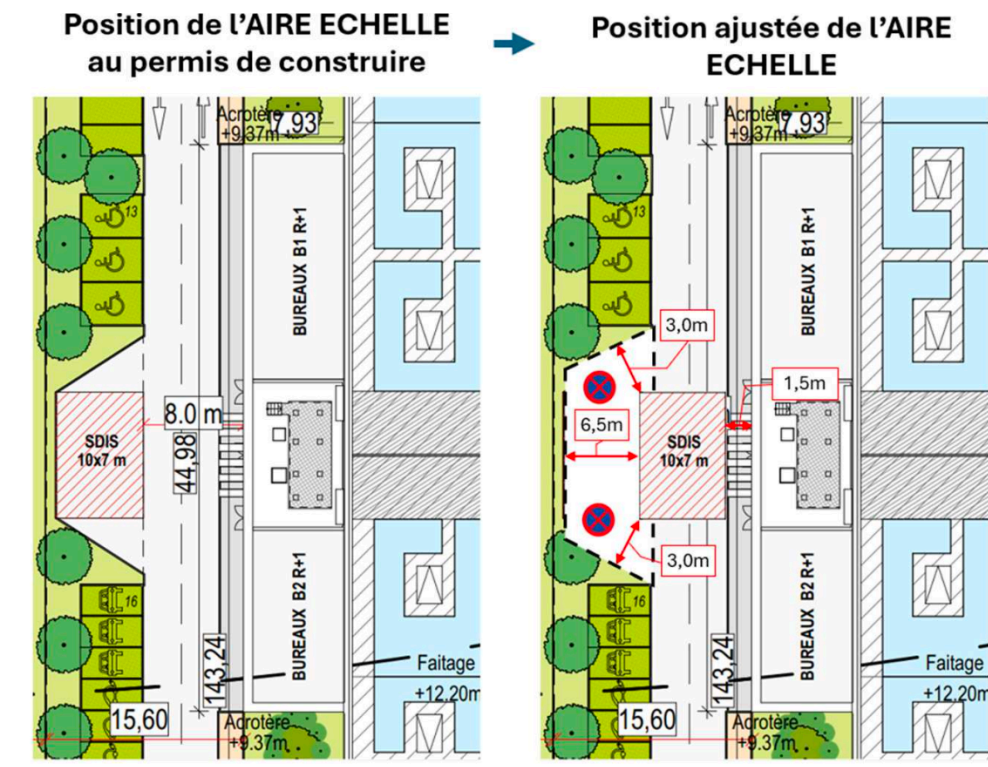 Position de l'AIRE ECHELLE
au permis de construire
Position ajustée de l'AIRE
ECHELLE
Acrotère
+9.37m
7,93
13
BUREAUX B1 R+1
8.0 m
44,98
SDIS
10x7 m
16
BUREAUX B2 R+1
143,24
Faitage
+12.20m
15,60
Acrotère
+9.37m
Acrotère
+9.37m
7,93
13
BUREAUX B1 R+1
3,0m
1,5m
6,5m
SDIS
10x7 m
3,0m
16
BUREAUX B2 R+1
143,24
Faitage
+12.20m
15,60
Acrotère
+9.37m